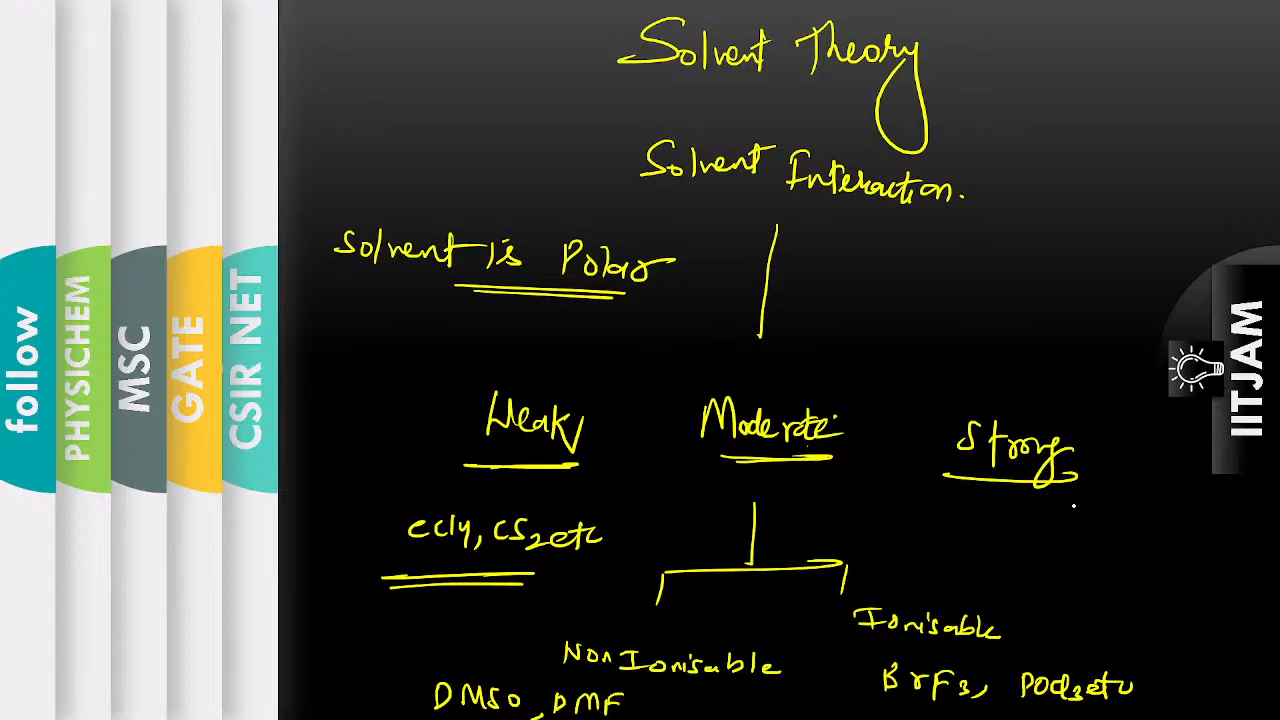 Solvent Theory
Solvent Interaction.
Solvent is Polar
Weak
Moderate
Strong
CCl4, CS2 etc
Ionisable
Non Ionisable
BrF3, POCl3 etc
DMSO, DMF
follow
PHYSICHEM
MSC
GATE
CSIR NET
IITJAM